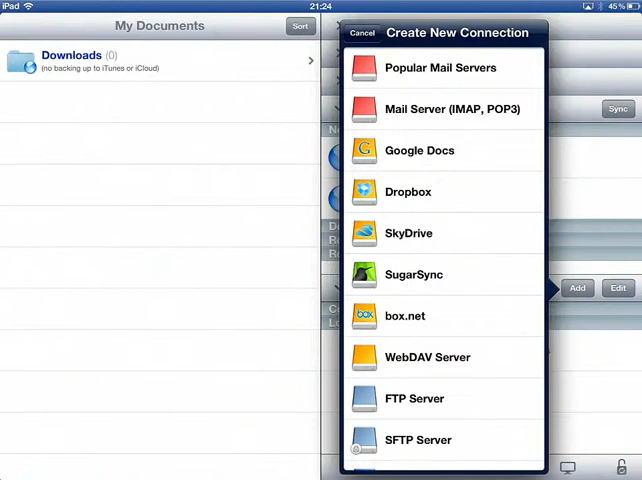 iPad
21:24
45%
My Documents
Sort
Downloads (0)
(no backing up to iTunes or iCloud)
Cancel
Create New Connection
Popular Mail Servers
Mail Server (IMAP, POP3)
Google Docs
Dropbox
SkyDrive
SugarSync
box
box.net
WebDAV Server
FTP Server
SFTP Server
Sync
Add
Edit